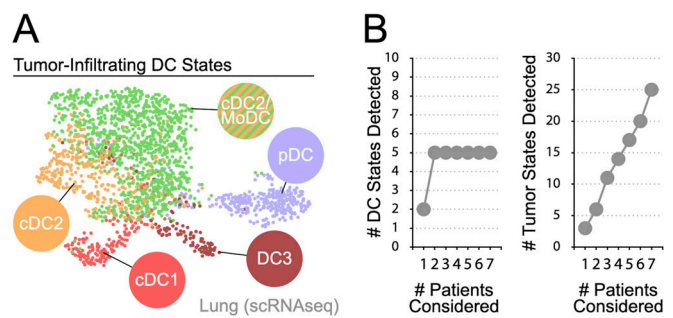 A
Tumor-Infiltrating DC States
cDC2/
MoDC
pDC
cDC2
DC3
cDC1
Lung (scRNAseq)
B
# DC States Detected
10
9
8
7
6
5
4
3
2
1
0
1 2 3 4 5 6 7
# Patients
Considered
# Tumor States Detected
30
25
20
15
10
5
0
1 2 3 4 5 6 7
# Patients
Considered